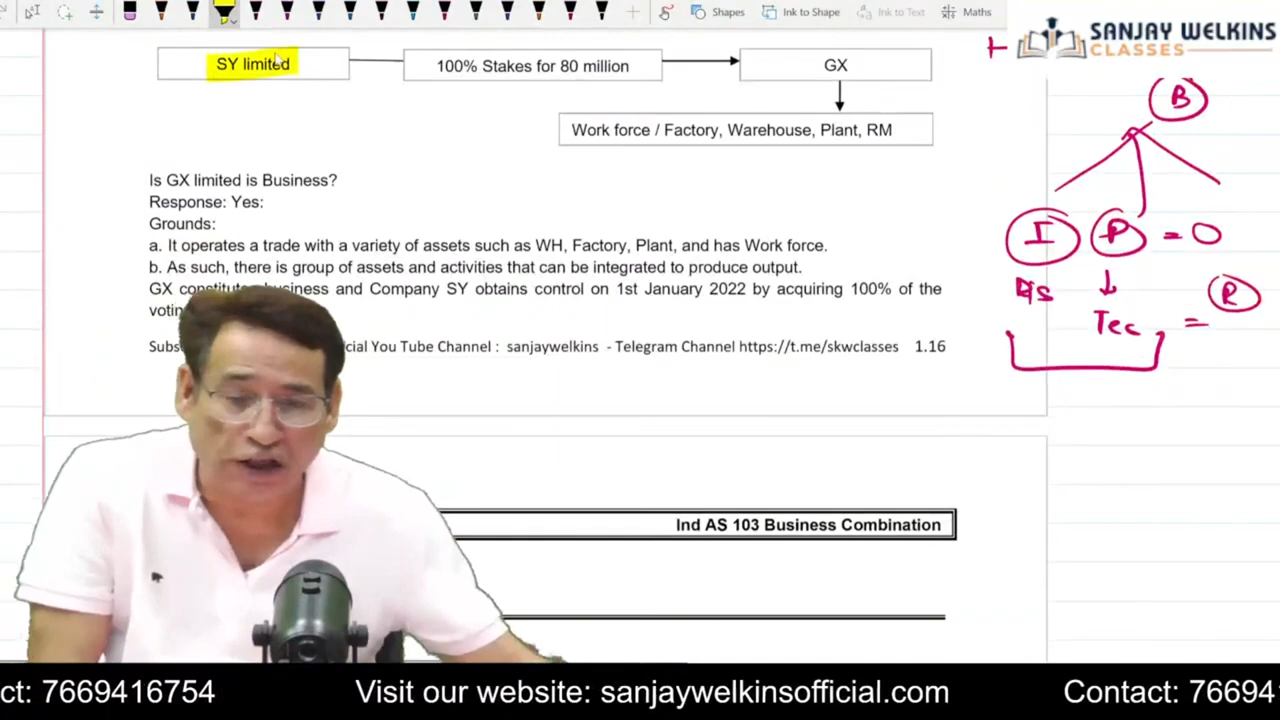 Shapes Ink to Shape Ink to Text Maths
SANJAY WELKINS
CLASSES
SY limited
100% Stakes for 80 million
GX
Work force / Factory, Warehouse, Plant, RM
Is GX limited is Business?
Response: Yes:
Grounds:
a. It operates a trade with a variety of assets such as WH, Factory, Plant, and has Work force.
b. As such, there is group of assets and activities that can be integrated to produce output.
GX business and Company SY obtains control on 1st January 2022 by acquiring 100% of the
You Tube Channel : sanjaywelkins - Telegram Channel https://t.me/skwclasses 1.16
B
I P = O
R
Tec =
Ind AS 103 Business Combination
ct: 7669416754 Visit our website: sanjaywelkinsofficial.com Contact: 76694